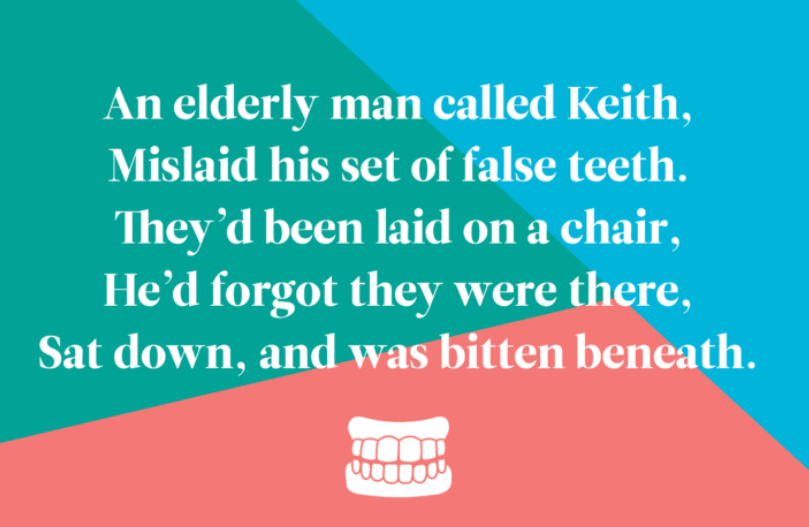 An elderly man called Keith,
Mislaid his set of false teeth.
They’d been laid on a chair,
He’d forgot they were there,
Sat down, and was bitten beneath.